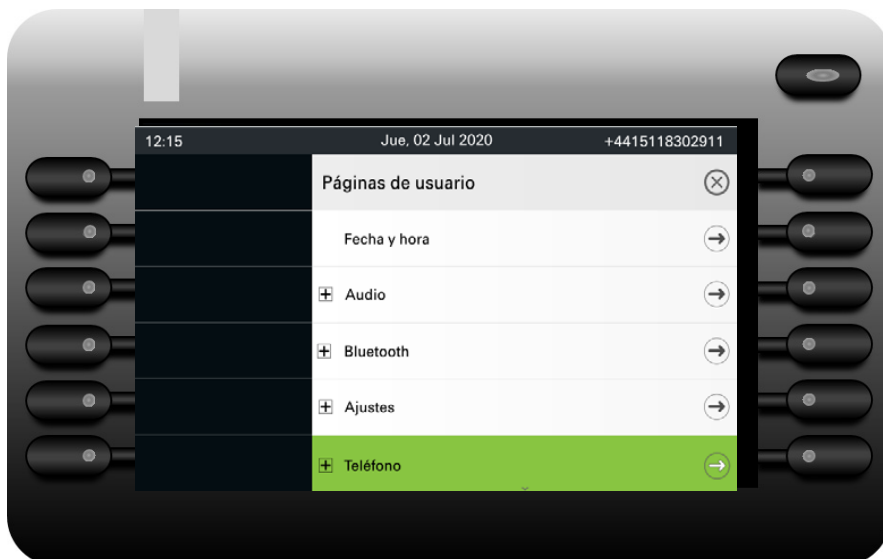 12:15 Jue, 02 Jul 2020 +4415118302911
Páginas de usuario
Fecha y hora
Audio
Bluetooth
Ajustes
Teléfono